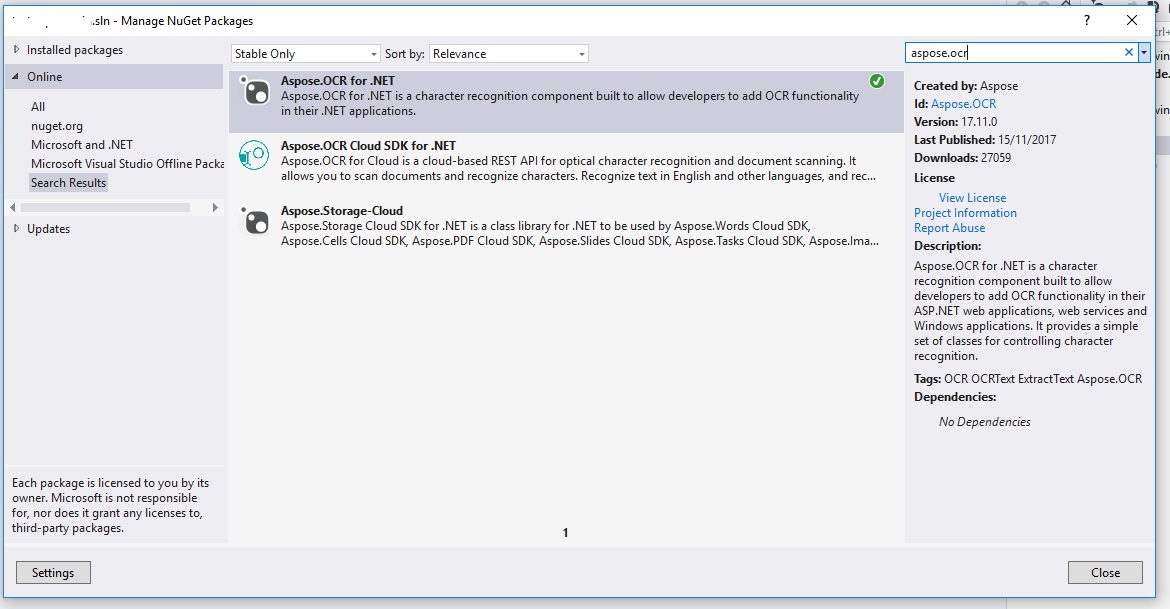 .sln - Manage NuGet Packages
?
Installed packages
Online
All
nuget.org
Microsoft and .NET
Microsoft Visual Studio Offline Packa
Search Results
Updates
Each package is licensed to you by its
owner. Microsoft is not responsible
for, nor does it grant any licenses to,
third-party packages.
Settings
Stable Only
Sort by: Relevance
Aspose.OCR for .NET
Aspose.OCR for .NET is a character recognition component built to allow developers to add OCR functionality
in their .NET applications.
Aspose.OCR Cloud SDK for .NET
Aspose.OCR for Cloud is a cloud-based REST API for optical character recognition and document scanning. It
allows you to scan documents and recognize characters. Recognize text in English and other languages, and rec...
Aspose.Storage-Cloud
Aspose.Storage Cloud SDK for .NET is a class library for .NET to be used by Aspose.Words Cloud SDK,
Aspose.Cells Cloud SDK, Aspose.PDF Cloud SDK, Aspose.Slides Cloud SDK, Aspose.Tasks Cloud SDK, Aspose.Ima...
1
aspose.ocr
Created by: Aspose
Id: Aspose.OCR
Version: 17.11.0
Last Published: 15/11/2017
Downloads: 27059
License
View License
Project Information
Report Abuse
Description:
Aspose.OCR for .NET is a character
recognition component built to allow
developers to add OCR functionality in their
ASP.NET web applications, web services and
Windows applications. It provides a simple
set of classes for controlling character
recognition.
Tags: OCR OCRText ExtractText Aspose.OCR
Dependencies:
No Dependencies
Close